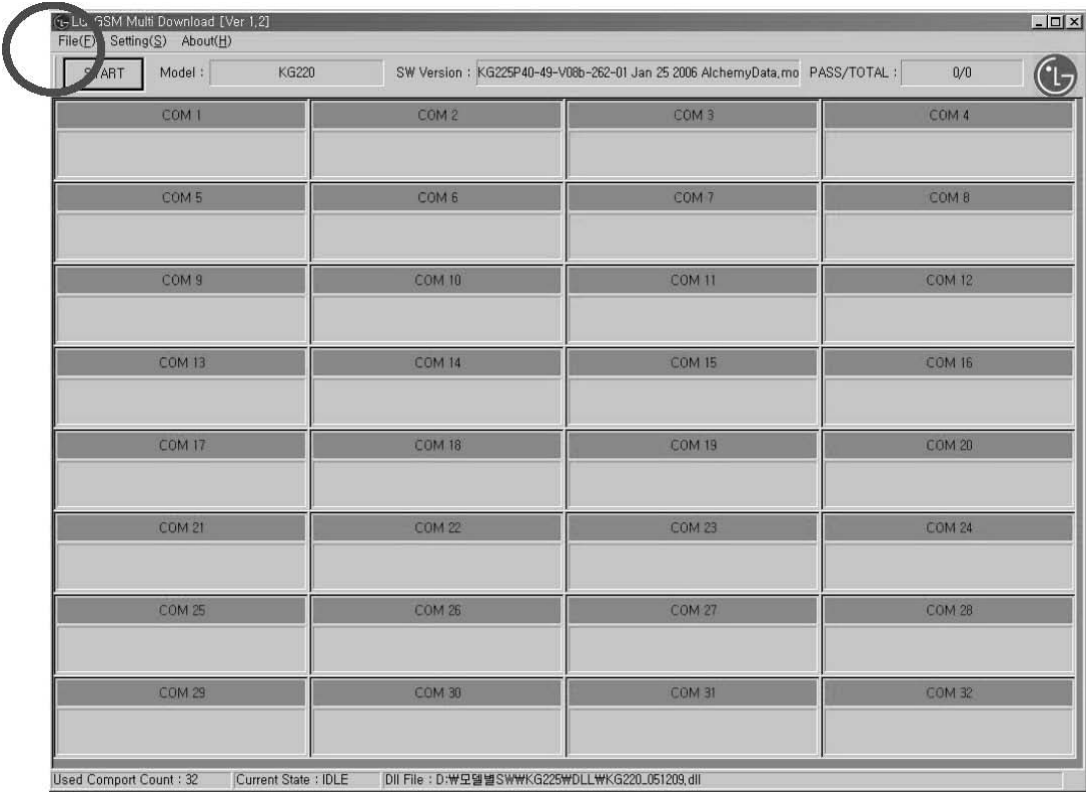 LG GSM Multi Download [Ver 1,2]
File(F) Setting(S) About(H)
START Model : KG220 SW Version : KG225P40-49-V08b-262-01 Jan 25 2006 AlchemyData,mo PASS/TOTAL : 0/0
COM 1 COM 2 COM 3 COM 4
COM 5 COM 6 COM 7 COM 8
COM 9 COM 10 COM 11 COM 12
COM 13 COM 14 COM 15 COM 16
COM 17 COM 18 COM 19 COM 20
COM 21 COM 22 COM 23 COM 24
COM 25 COM 26 COM 27 COM 28
COM 29 COM 30 COM 31 COM 32
Used Comport Count : 32 Current State : IDLE Dll File : D:₩모델별SW₩KG225₩DLL₩KG220_051209,dll